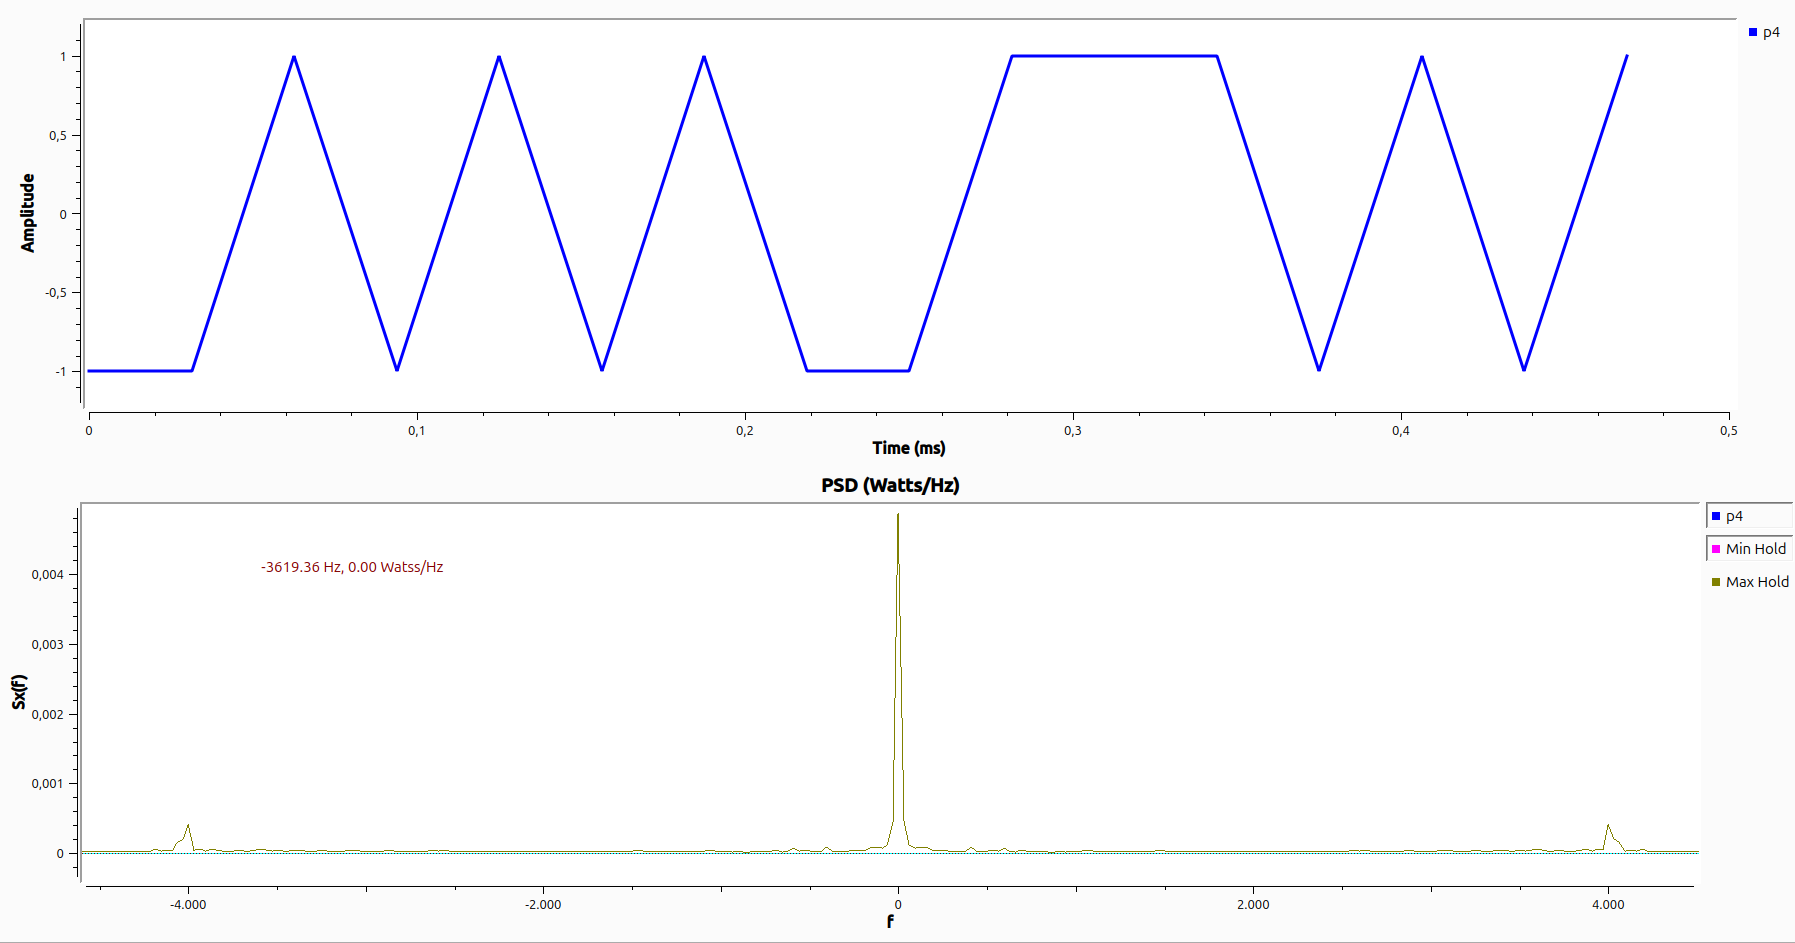 p4
1
0,5
0
-0,5
-1
Amplitude
0 0,1 0,2 0,3 0,4 0,5
Time (ms)
PSD (Watts/Hz)
p4
Min Hold
Max Hold
-3619.36 Hz, 0.00 Watss/Hz
0,004
0,003
0,002
0,001
0
Sx(f)
-4.000 -2.000 0 2.000 4.000
f